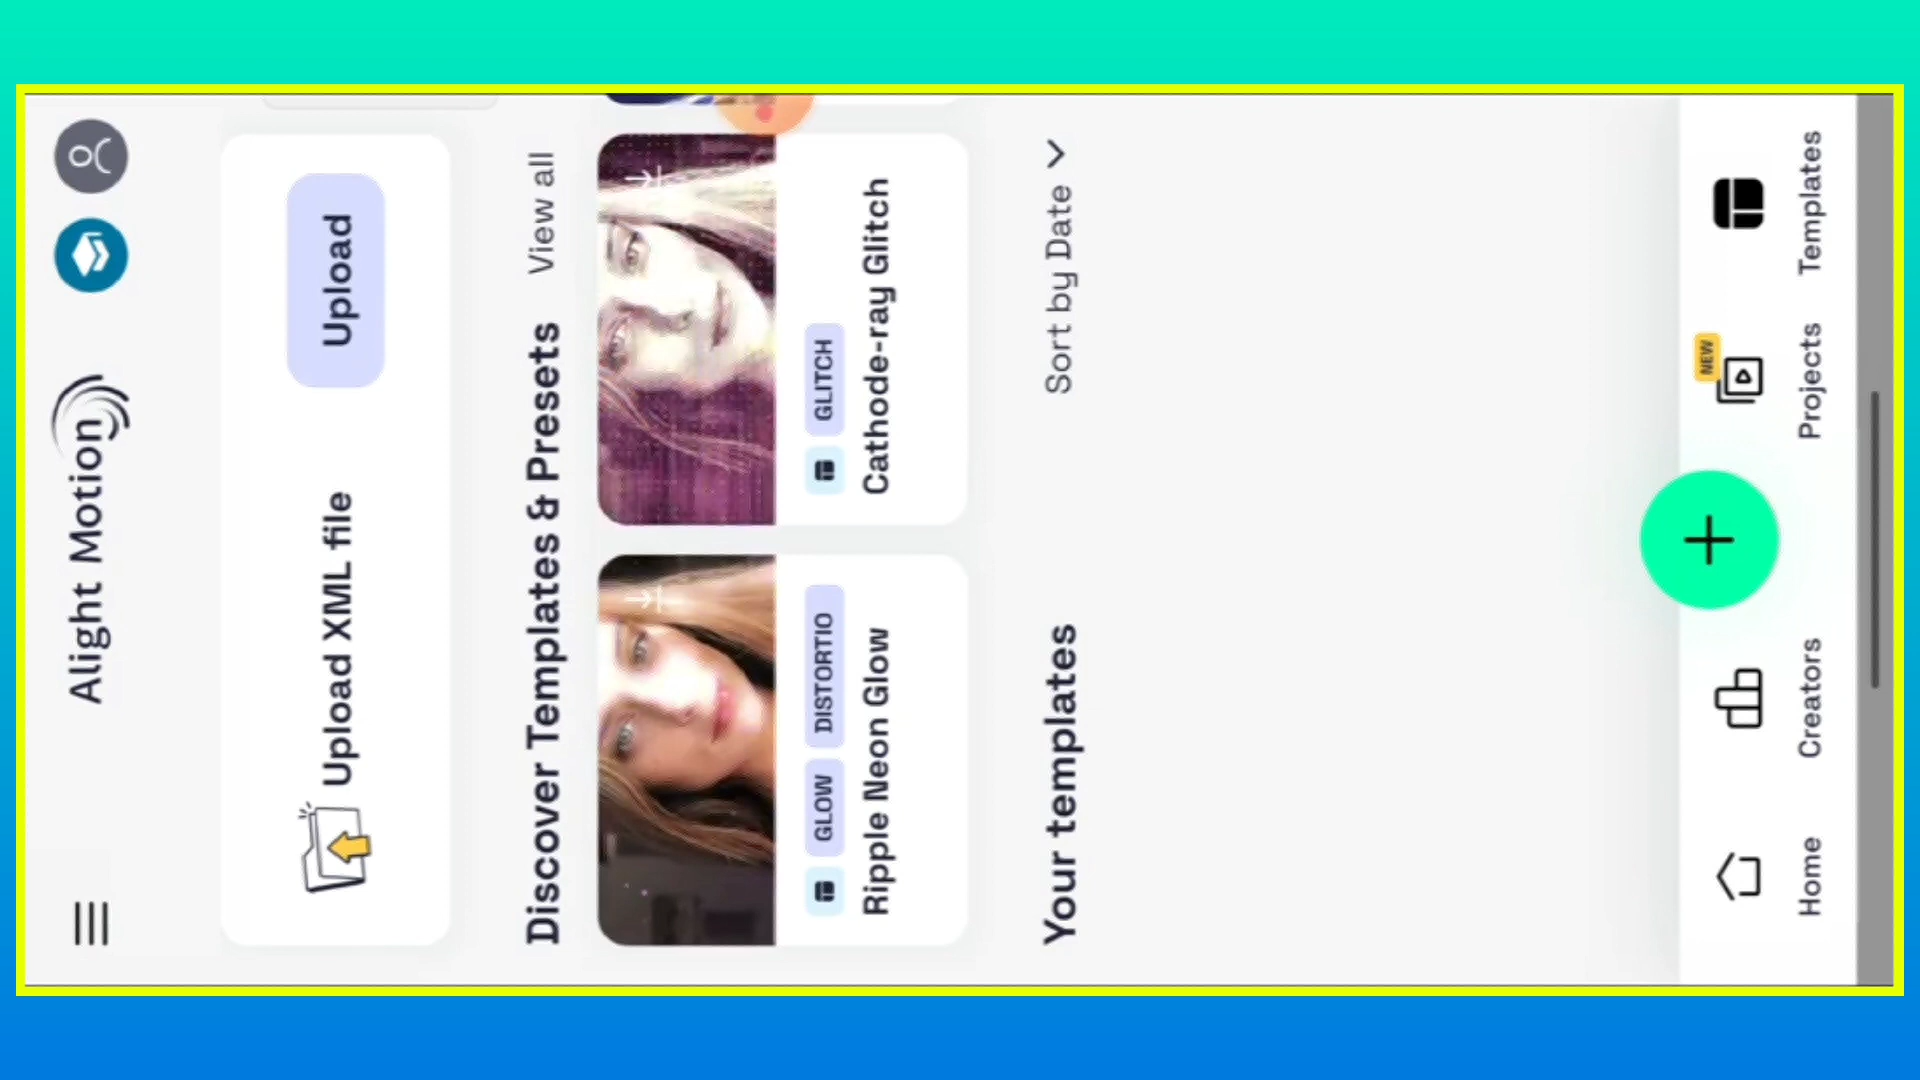 Alight Motion
Upload XML file
Upload
Discover Templates & Presets
View all
GLOW
DISTORTIO
Ripple Neon Glow
GLITCH
Cathode-ray Glitch
Your templates
Sort by Date
Home
Creators
NEW
Projects
Templates